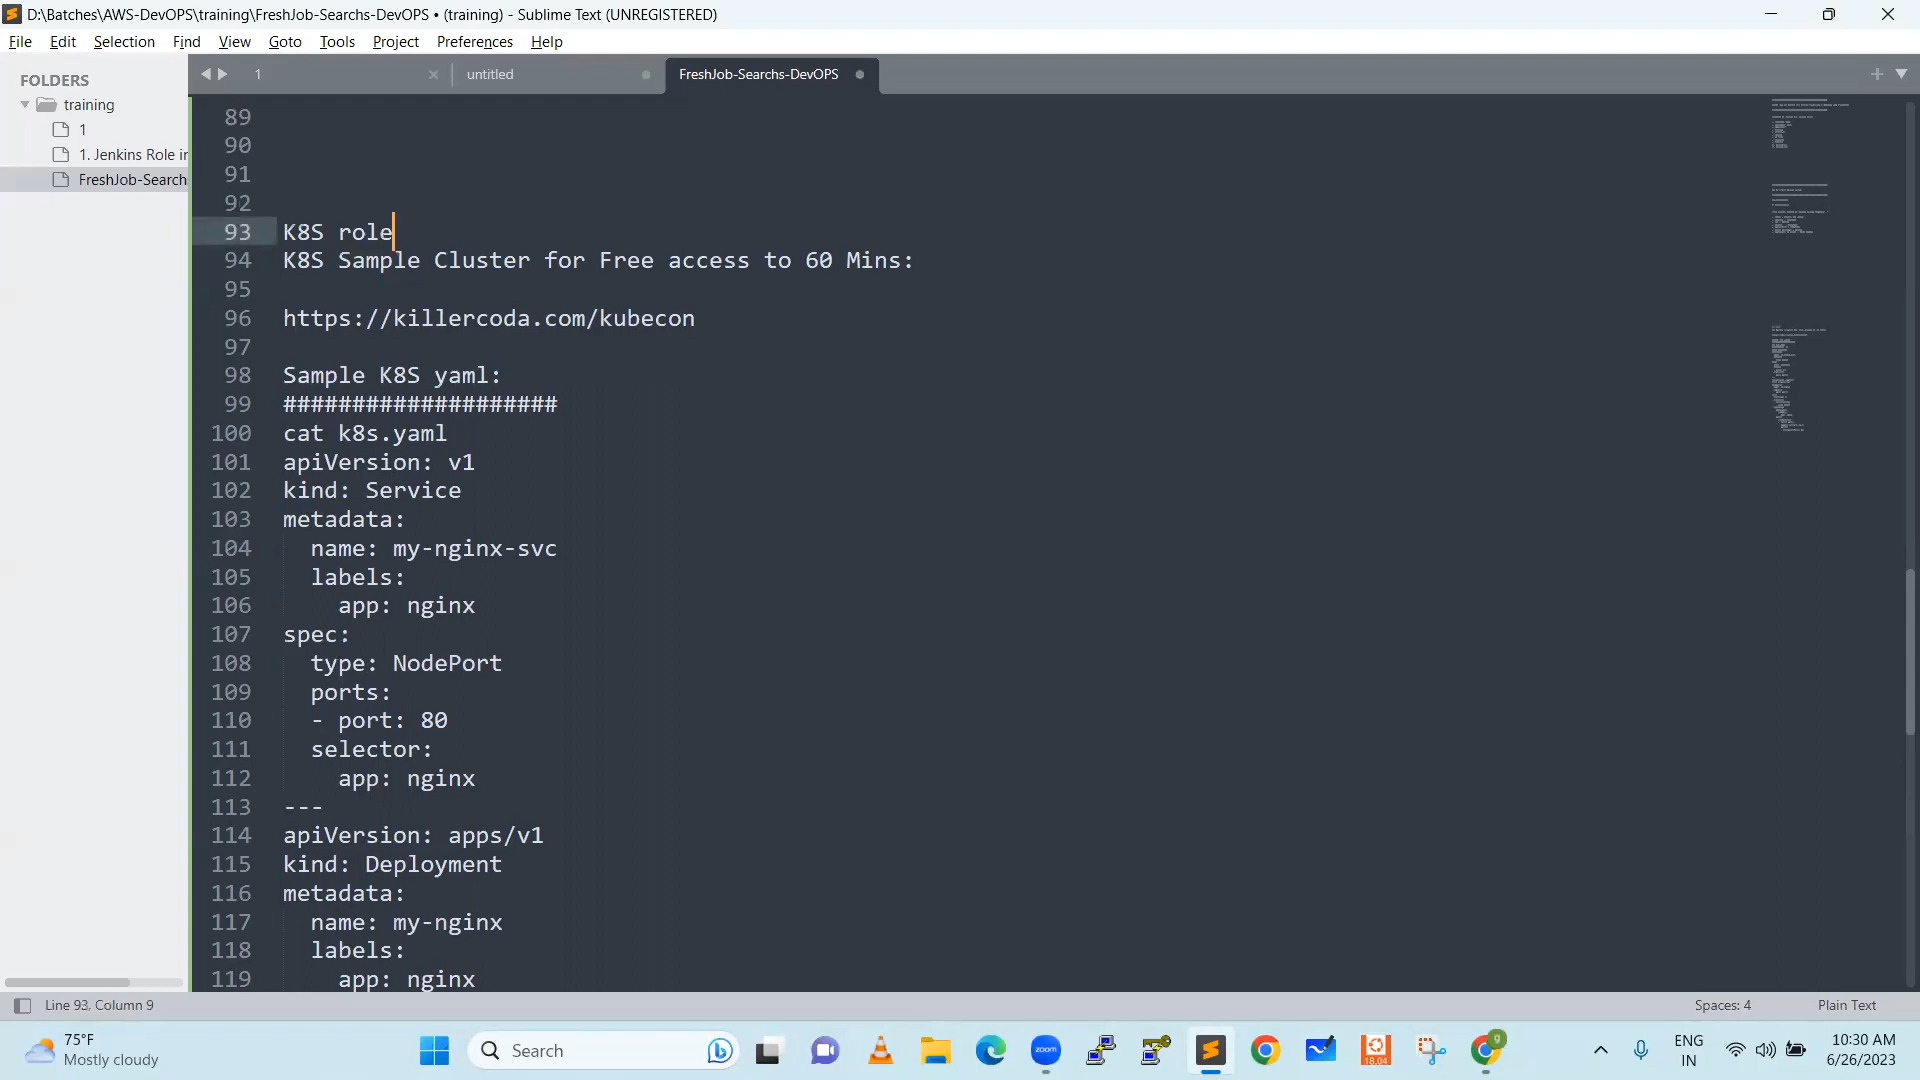 D:\Batches\AWS-DevOPS\training\FreshJob-Searchs-DevOPS • (training) - Sublime Text (UNREGISTERED)
File Edit Selection Find View Goto Tools Project Preferences Help
FOLDERS
training
1
1. Jenkins Role in
FreshJob-Searchs
1
untitled
FreshJob-Searchs-DevOPS
89
90
91
92
93 K8S role
94 K8S Sample Cluster for Free access to 60 Mins:
95
96 https://killercoda.com/kubecon
97
98 Sample K8S yaml:
99 ####################
100 cat k8s.yaml
101 apiVersion: v1
102 kind: Service
103 metadata:
104   name: my-nginx-svc
105   labels:
106     app: nginx
107 spec:
108   type: NodePort
109   ports:
110   - port: 80
111   selector:
112     app: nginx
113 ---
114 apiVersion: apps/v1
115 kind: Deployment
116 metadata:
117   name: my-nginx
118   labels:
119     app: nginx
Line 93, Column 9
Spaces: 4
Plain Text
75°F
Mostly cloudy
Search
zoom
18.04
g
ENG
IN
10:30 AM
6/26/2023